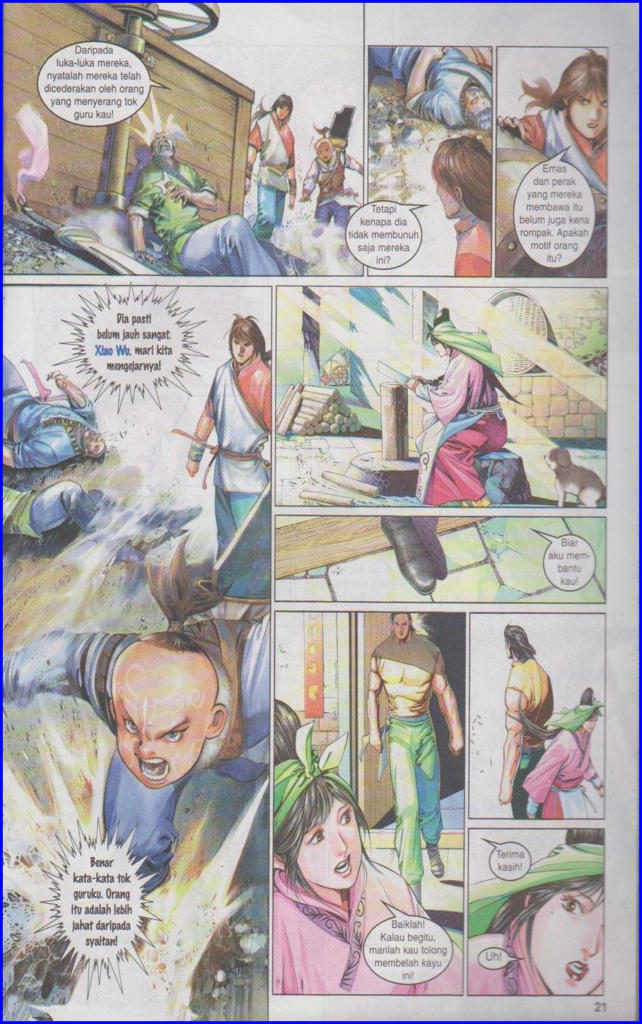 Daripada
luka-luka mereka,
nyatalah mereka telah
dicederakan oleh orang
yang menyerang tok
guru kau!
Tetapi
kenapa dia
tidak membunuh
saja mereka
ini?
Emas
dan perak
yang mereka
membawa itu
belum juga kena
rompak. Apakah
motif orang
itu?
Dia pasti
belum jauh sangat.
Xiao Wu, mari kita
mengejarnya!
Benar
kata-kata tok
guruku. Orang
itu adalah lebih
jahat daripada
syaitan!
Biar
aku mem-
bantu
kau!
Baiklah!
Kalau begitu,
marilah kau tolong
membelah kayu
ini!
Terima
kasih!
Uh!
21